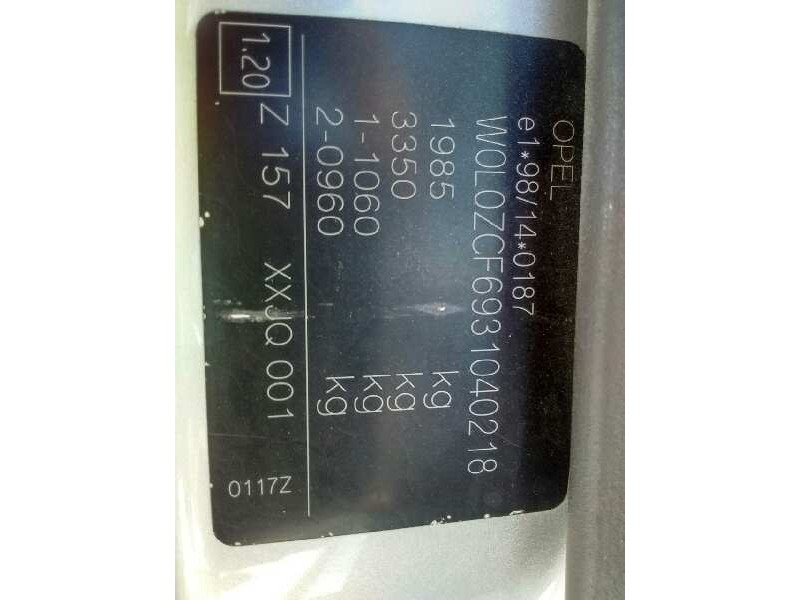 OPEL
e1*98/14*0187
W0L0ZCF6931040218
1985 kg
3350 kg
1-1060 kg
2-0960 kg
1.20 Z 157 XXJQ 001 0117Z